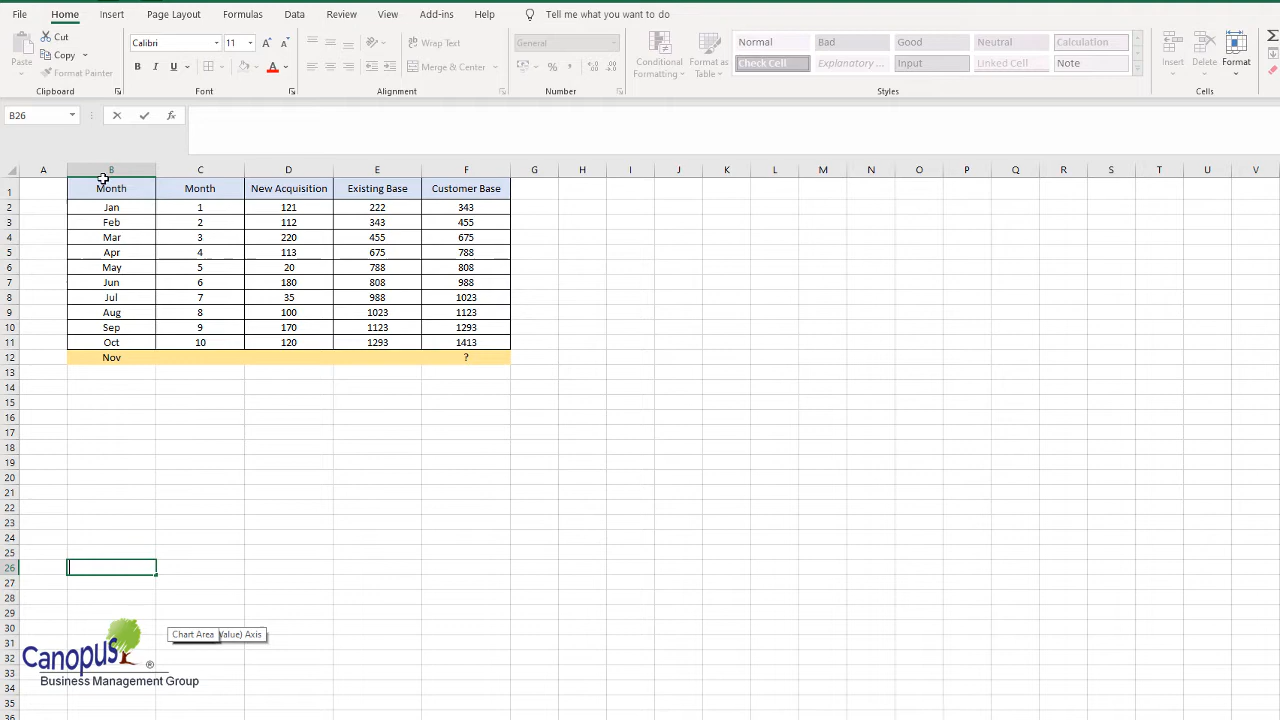 File Home Insert Page Layout Formulas Data Review View Add-ins Help Tell me what you want to do
Cut
Copy
Format Painter
Paste
Clipboard
Calibri 11 A A
B I U A
Font
Wrap Text
Merge & Center
Alignment
General
% ,
Number
Conditional Formatting
Format as Table
Normal Bad Good Neutral Calculation
Check Cell Explanatory ... Input Linked Cell Note
Styles
Insert Delete Format
Cells
B26 fx
A B C D E F G H I J K L M N O P Q R S T U V
1 Month Month New Acquisition Existing Base Customer Base
2 Jan 1 121 222 343
3 Feb 2 112 343 455
4 Mar 3 220 455 675
5 Apr 4 113 675 788
6 May 5 20 788 808
7 Jun 6 180 808 988
8 Jul 7 35 988 1023
9 Aug 8 100 1023 1123
10 Sep 9 170 1123 1293
11 Oct 10 120 1293 1413
12 Nov ?
13
14
15
16
17
18
19
20
21
22
23
24
25
26
27
28
29
30
31
32
33
34
35
36
Chart Area Value) Axis
Canopus ®
Business Management Group